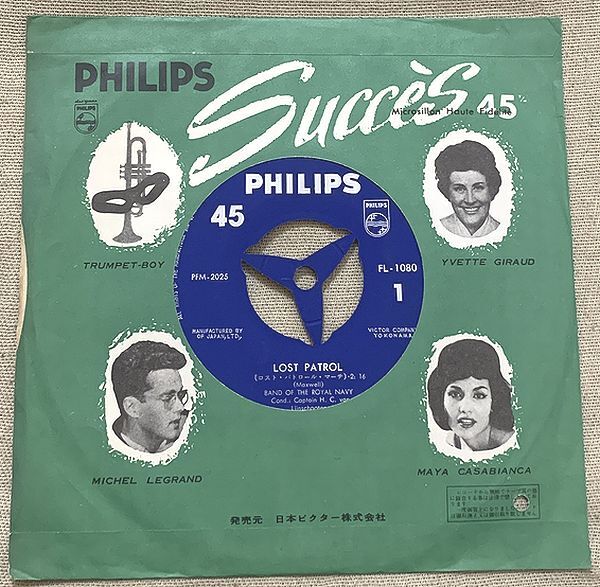 PHILIPS
Succès 45
Microsillon Haute Fidélité
PHILIPS
PHILIPS
45
PHILIPS
PFM-2025
FL-1080
1
MANUFACTURED BY
OF JAPAN, LTD.,
VICTOR COMPANY
YOKOHAMA
LOST PATROL
(ロスト・パトロール・マーチ)-2: 16
(Maxwell)
BAND OF THE ROYAL NAVY
Cond.: Captain H. C. van
Lijnschooten
TRUMPET-BOY
YVETTE GIRAUD
MICHEL LEGRAND
MAYA CASABIANCA
発売元 日本ビクター株式会社